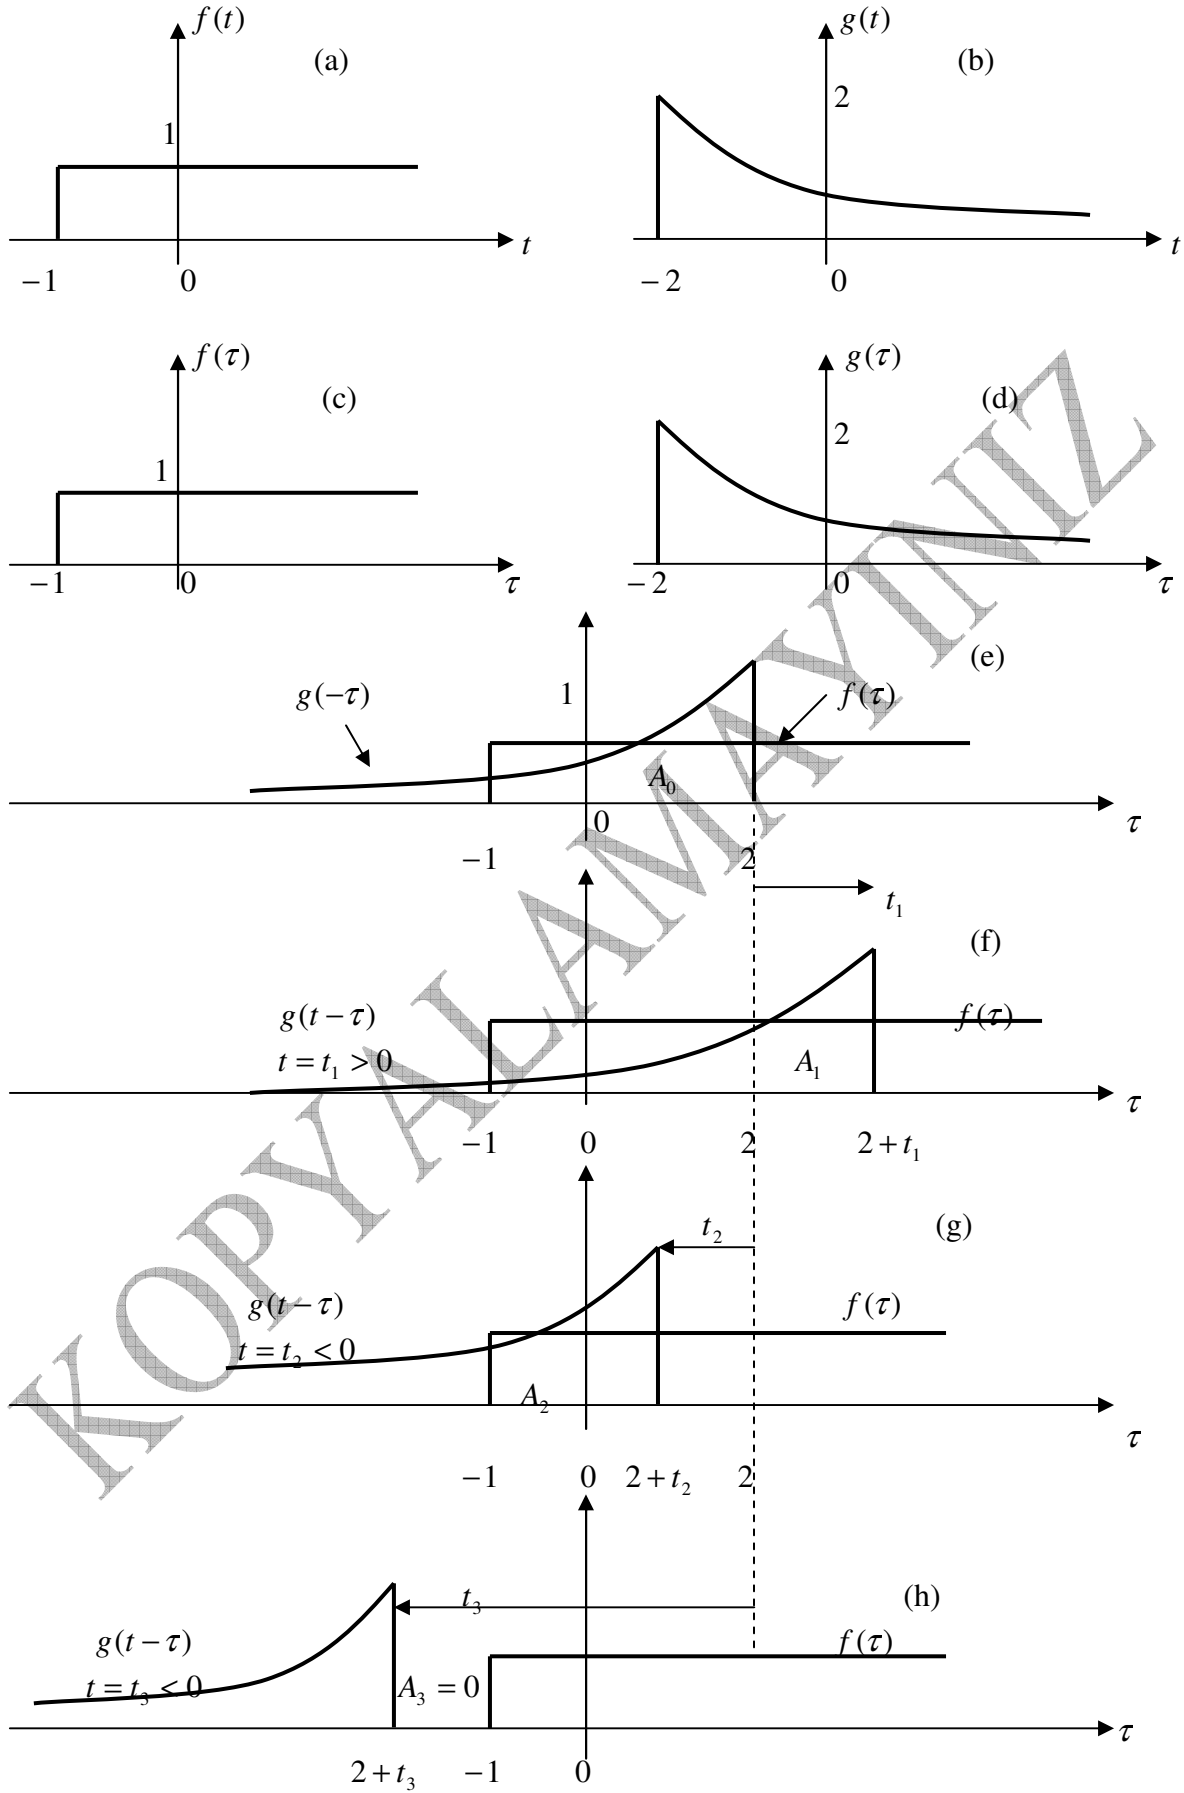 f(t)
(a)
1
−1
0
t
g(t)
(b)
2
−2
0
t
f(τ)
(c)
1
−1
0
τ
g(τ)
(d)
2
−2
0
τ
(e)
g(−τ)
1
f(τ)
A₀
0
τ
−1
2
t₁
(f)
g(t−τ)
f(τ)
t = t₁ > 0
A₁
τ
−1
0
2
2 + t₁
(g)
t₂
g(t−τ)
f(τ)
t = t₂ < 0
A₂
τ
−1
0
2 + t₂
2
(h)
t₃
g(t−τ)
f(τ)
t = t₃ < 0
A₃ = 0
τ
2 + t₃
−1
0
KOPYALAMAYINIZ